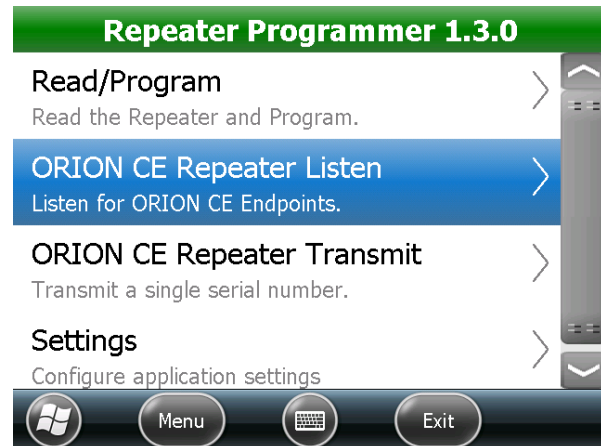 Repeater Programmer 1.3.0
Read/Program
Read the Repeater and Program.
ORION CE Repeater Listen
Listen for ORION CE Endpoints.
ORION CE Repeater Transmit
Transmit a single serial number.
Settings
Configure application settings
Menu
Exit